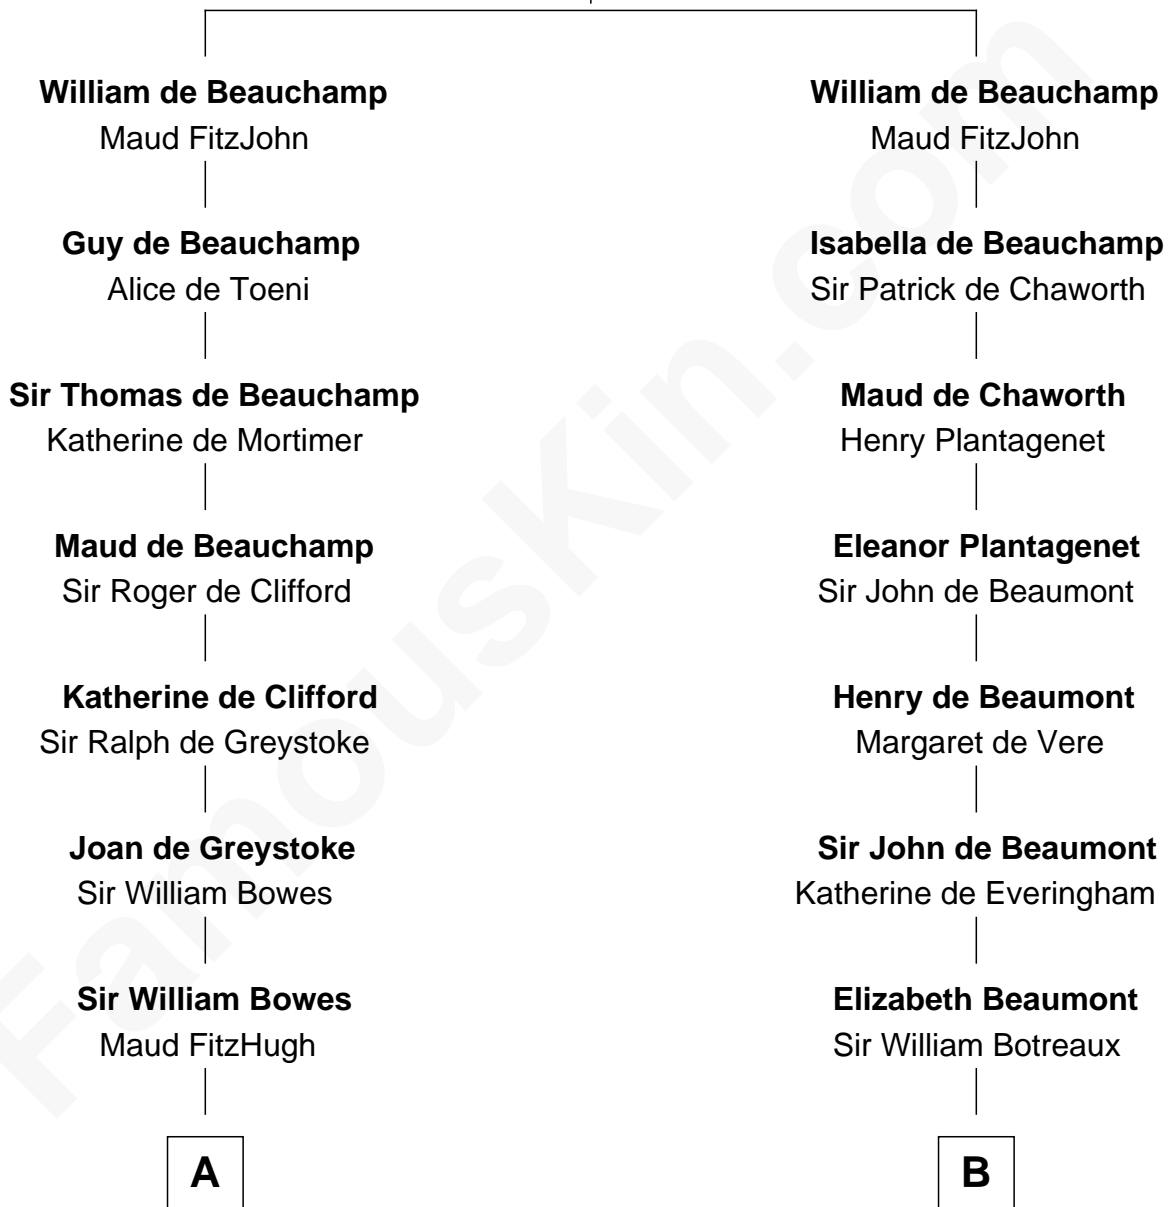 William de Beauchamp
Maud FitzJohn
Guy de Beauchamp
Alice de Toeni
Sir Thomas de Beauchamp
Katherine de Mortimer
Maud de Beauchamp
Sir Roger de Clifford
Katherine de Clifford
Sir Ralph de Greystoke
Joan de Greystoke
Sir William Bowes
Sir William Bowes
Maud FitzHugh
A
William de Beauchamp
Maud FitzJohn
Isabella de Beauchamp
Sir Patrick de Chaworth
Maud de Chaworth
Henry Plantagenet
Eleanor Plantagenet
Sir John de Beaumont
Henry de Beaumont
Margaret de Vere
Sir John de Beaumont
Katherine de Everingham
Elizabeth Beaumont
Sir William Botreaux
B
FamousKin.com